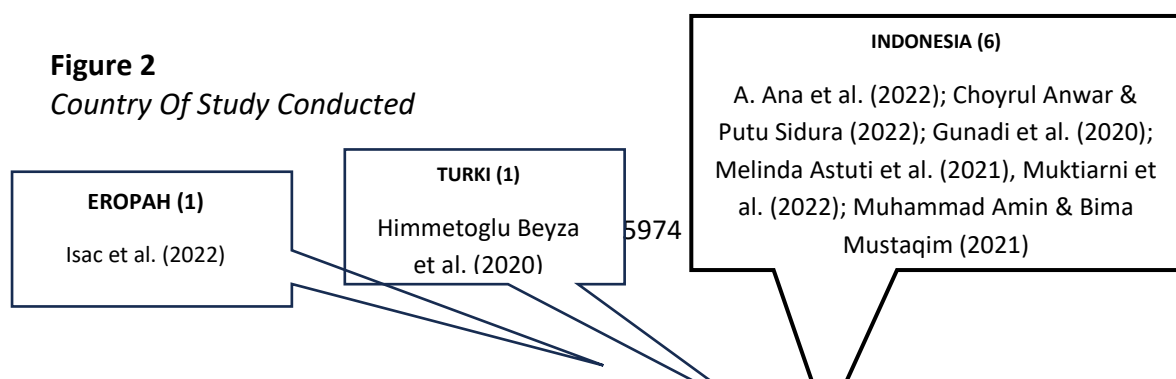 Figure 2
Country Of Study Conducted
EROPAH (1)
Isac et al. (2022)
TURKI (1)
Himmetoglu Beyza
et al. (2020)
5974
INDONESIA (6)
A. Ana et al. (2022); Choyrul Anwar &
Putu Sidura (2022); Gunadi et al. (2020);
Melinda Astuti et al. (2021), Muktiarni et
al. (2022); Muhammad Amin & Bima
Mustaqim (2021)